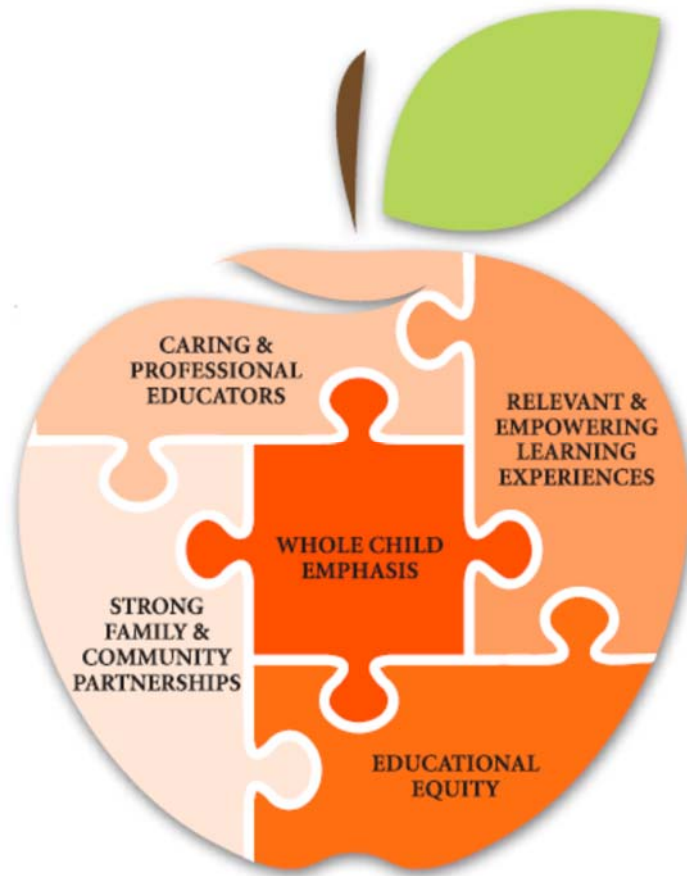 CARING &
PROFESSIONAL
EDUCATORS
RELEVANT &
EMPOWERING
LEARNING
EXPERIENCES
WHOLE CHILD
EMPHASIS
STRONG
FAMILY &
COMMUNITY
PARTNERSHIPS
EDUCATIONAL
EQUITY